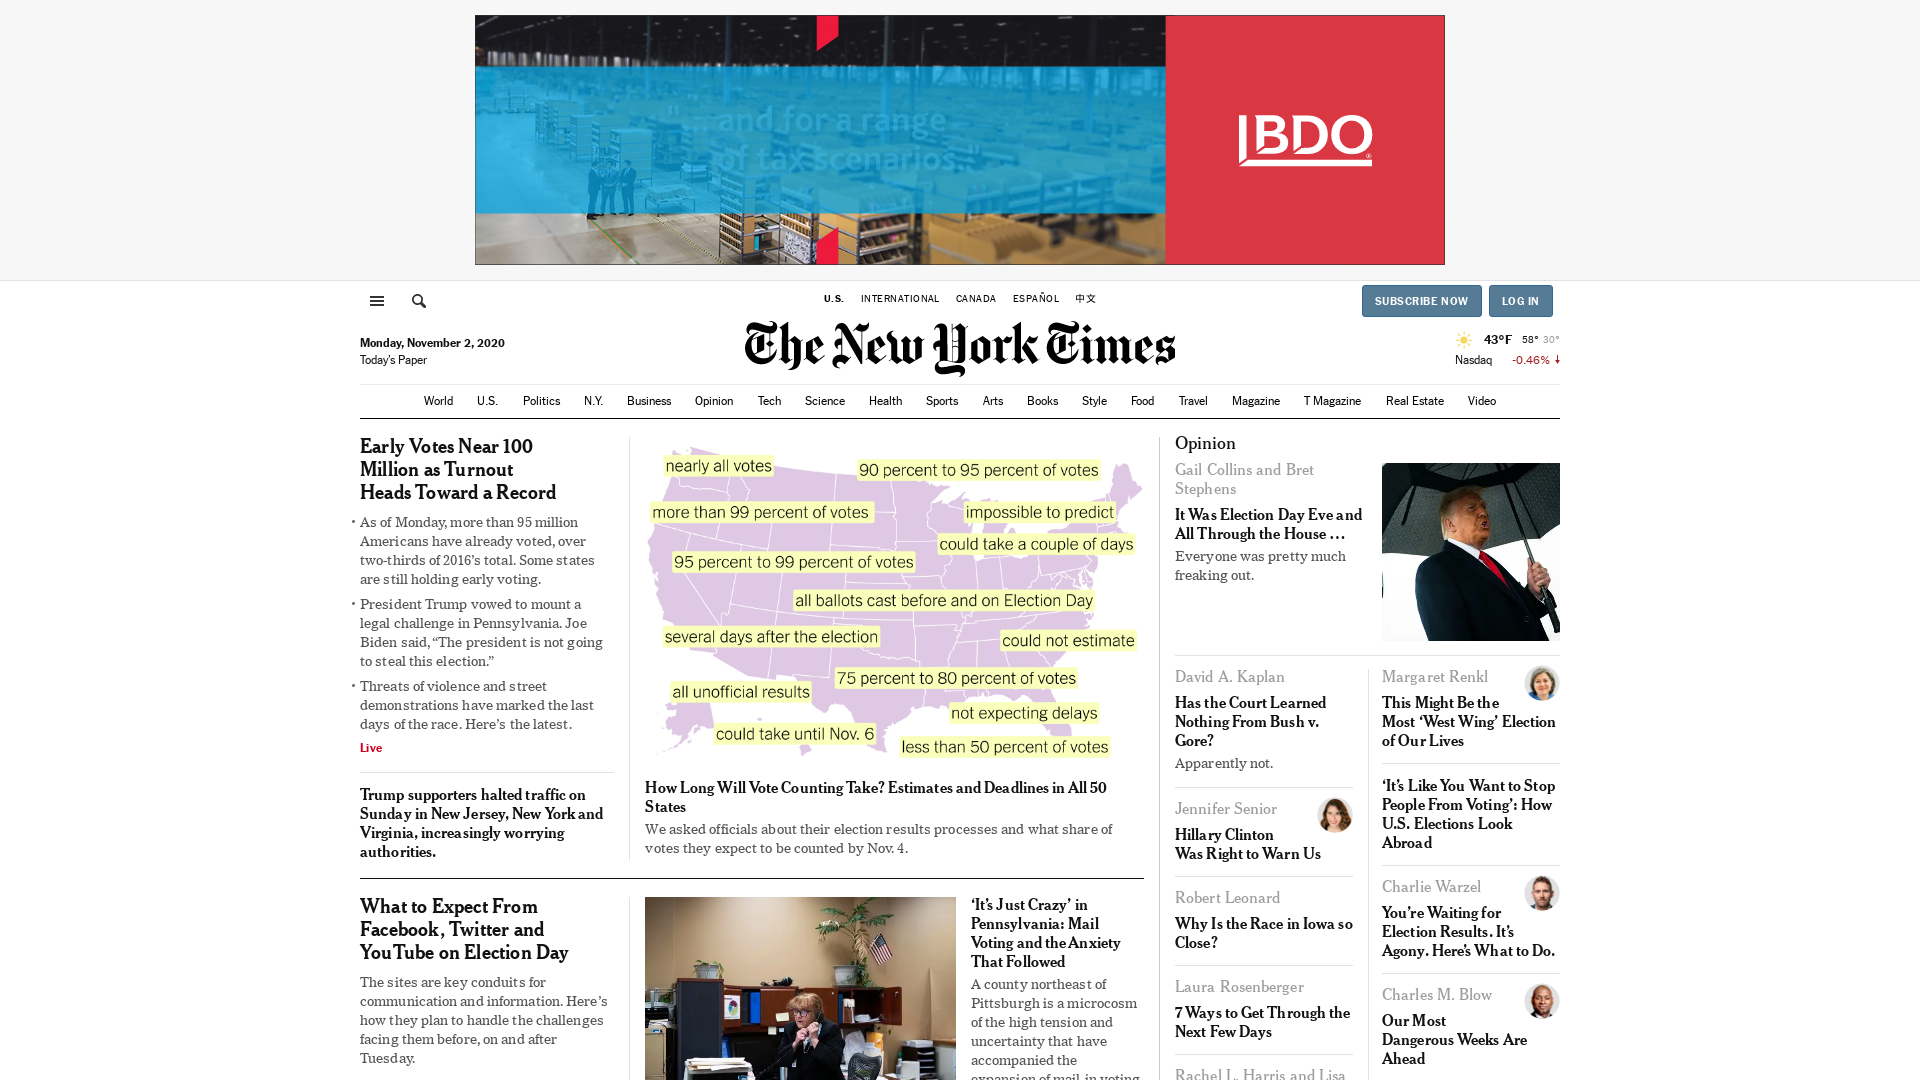 "... and for a range
of tax scenarios."
BDO
U.S.
INTERNATIONAL
CANADA
ESPAÑOL
中文
SUBSCRIBE NOW
LOG IN
Monday, November 2, 2020
Today's Paper
The New York Times
43°F 58° 30°
Nasdaq -0.46%
World
U.S.
Politics
N.Y.
Business
Opinion
Tech
Science
Health
Sports
Arts
Books
Style
Food
Travel
Magazine
T Magazine
Real Estate
Video
Early Votes Near 100
Million as Turnout
Heads Toward a Record
• As of Monday, more than 95 million
Americans have already voted, over
two-thirds of 2016's total. Some states
are still holding early voting.
• President Trump vowed to mount a
legal challenge in Pennsylvania. Joe
Biden said, “The president is not going
to steal this election.”
• Threats of violence and street
demonstrations have marked the last
days of the race. Here's the latest.
Live
Trump supporters halted traffic on
Sunday in New Jersey, New York and
Virginia, increasingly worrying
authorities.
nearly all votes
90 percent to 95 percent of votes
more than 99 percent of votes
impossible to predict
could take a couple of days
95 percent to 99 percent of votes
all ballots cast before and on Election Day
several days after the election
could not estimate
75 percent to 80 percent of votes
all unofficial results
not expecting delays
could take until Nov. 6
less than 50 percent of votes
How Long Will Vote Counting Take? Estimates and Deadlines in All 50
States
We asked officials about their election results processes and what share of
votes they expect to be counted by Nov. 4.
What to Expect From
Facebook, Twitter and
YouTube on Election Day
The sites are key conduits for
communication and information. Here's
how they plan to handle the challenges
facing them before, on and after
Tuesday.
‘It's Just Crazy’ in
Pennsylvania: Mail
Voting and the Anxiety
That Followed
A county northeast of
Pittsburgh is a microcosm
of the high tension and
uncertainty that have
accompanied the
expansion of mail-in voting
Opinion
Gail Collins and Bret
Stephens
It Was Election Day Eve and
All Through the House …
Everyone was pretty much
freaking out.
David A. Kaplan
Has the Court Learned
Nothing From Bush v.
Gore?
Apparently not.
Jennifer Senior
Hillary Clinton
Was Right to Warn Us
Robert Leonard
Why Is the Race in Iowa so
Close?
Laura Rosenberger
7 Ways to Get Through the
Next Few Days
Rachel L. Harris and Lisa
Margaret Renkl
This Might Be the
Most ‘West Wing’ Election
of Our Lives
‘It's Like You Want to Stop
People From Voting’: How
U.S. Elections Look
Abroad
Charlie Warzel
You're Waiting for
Election Results. It's
Agony. Here's What to Do.
Charles M. Blow
Our Most
Dangerous Weeks Are
Ahead